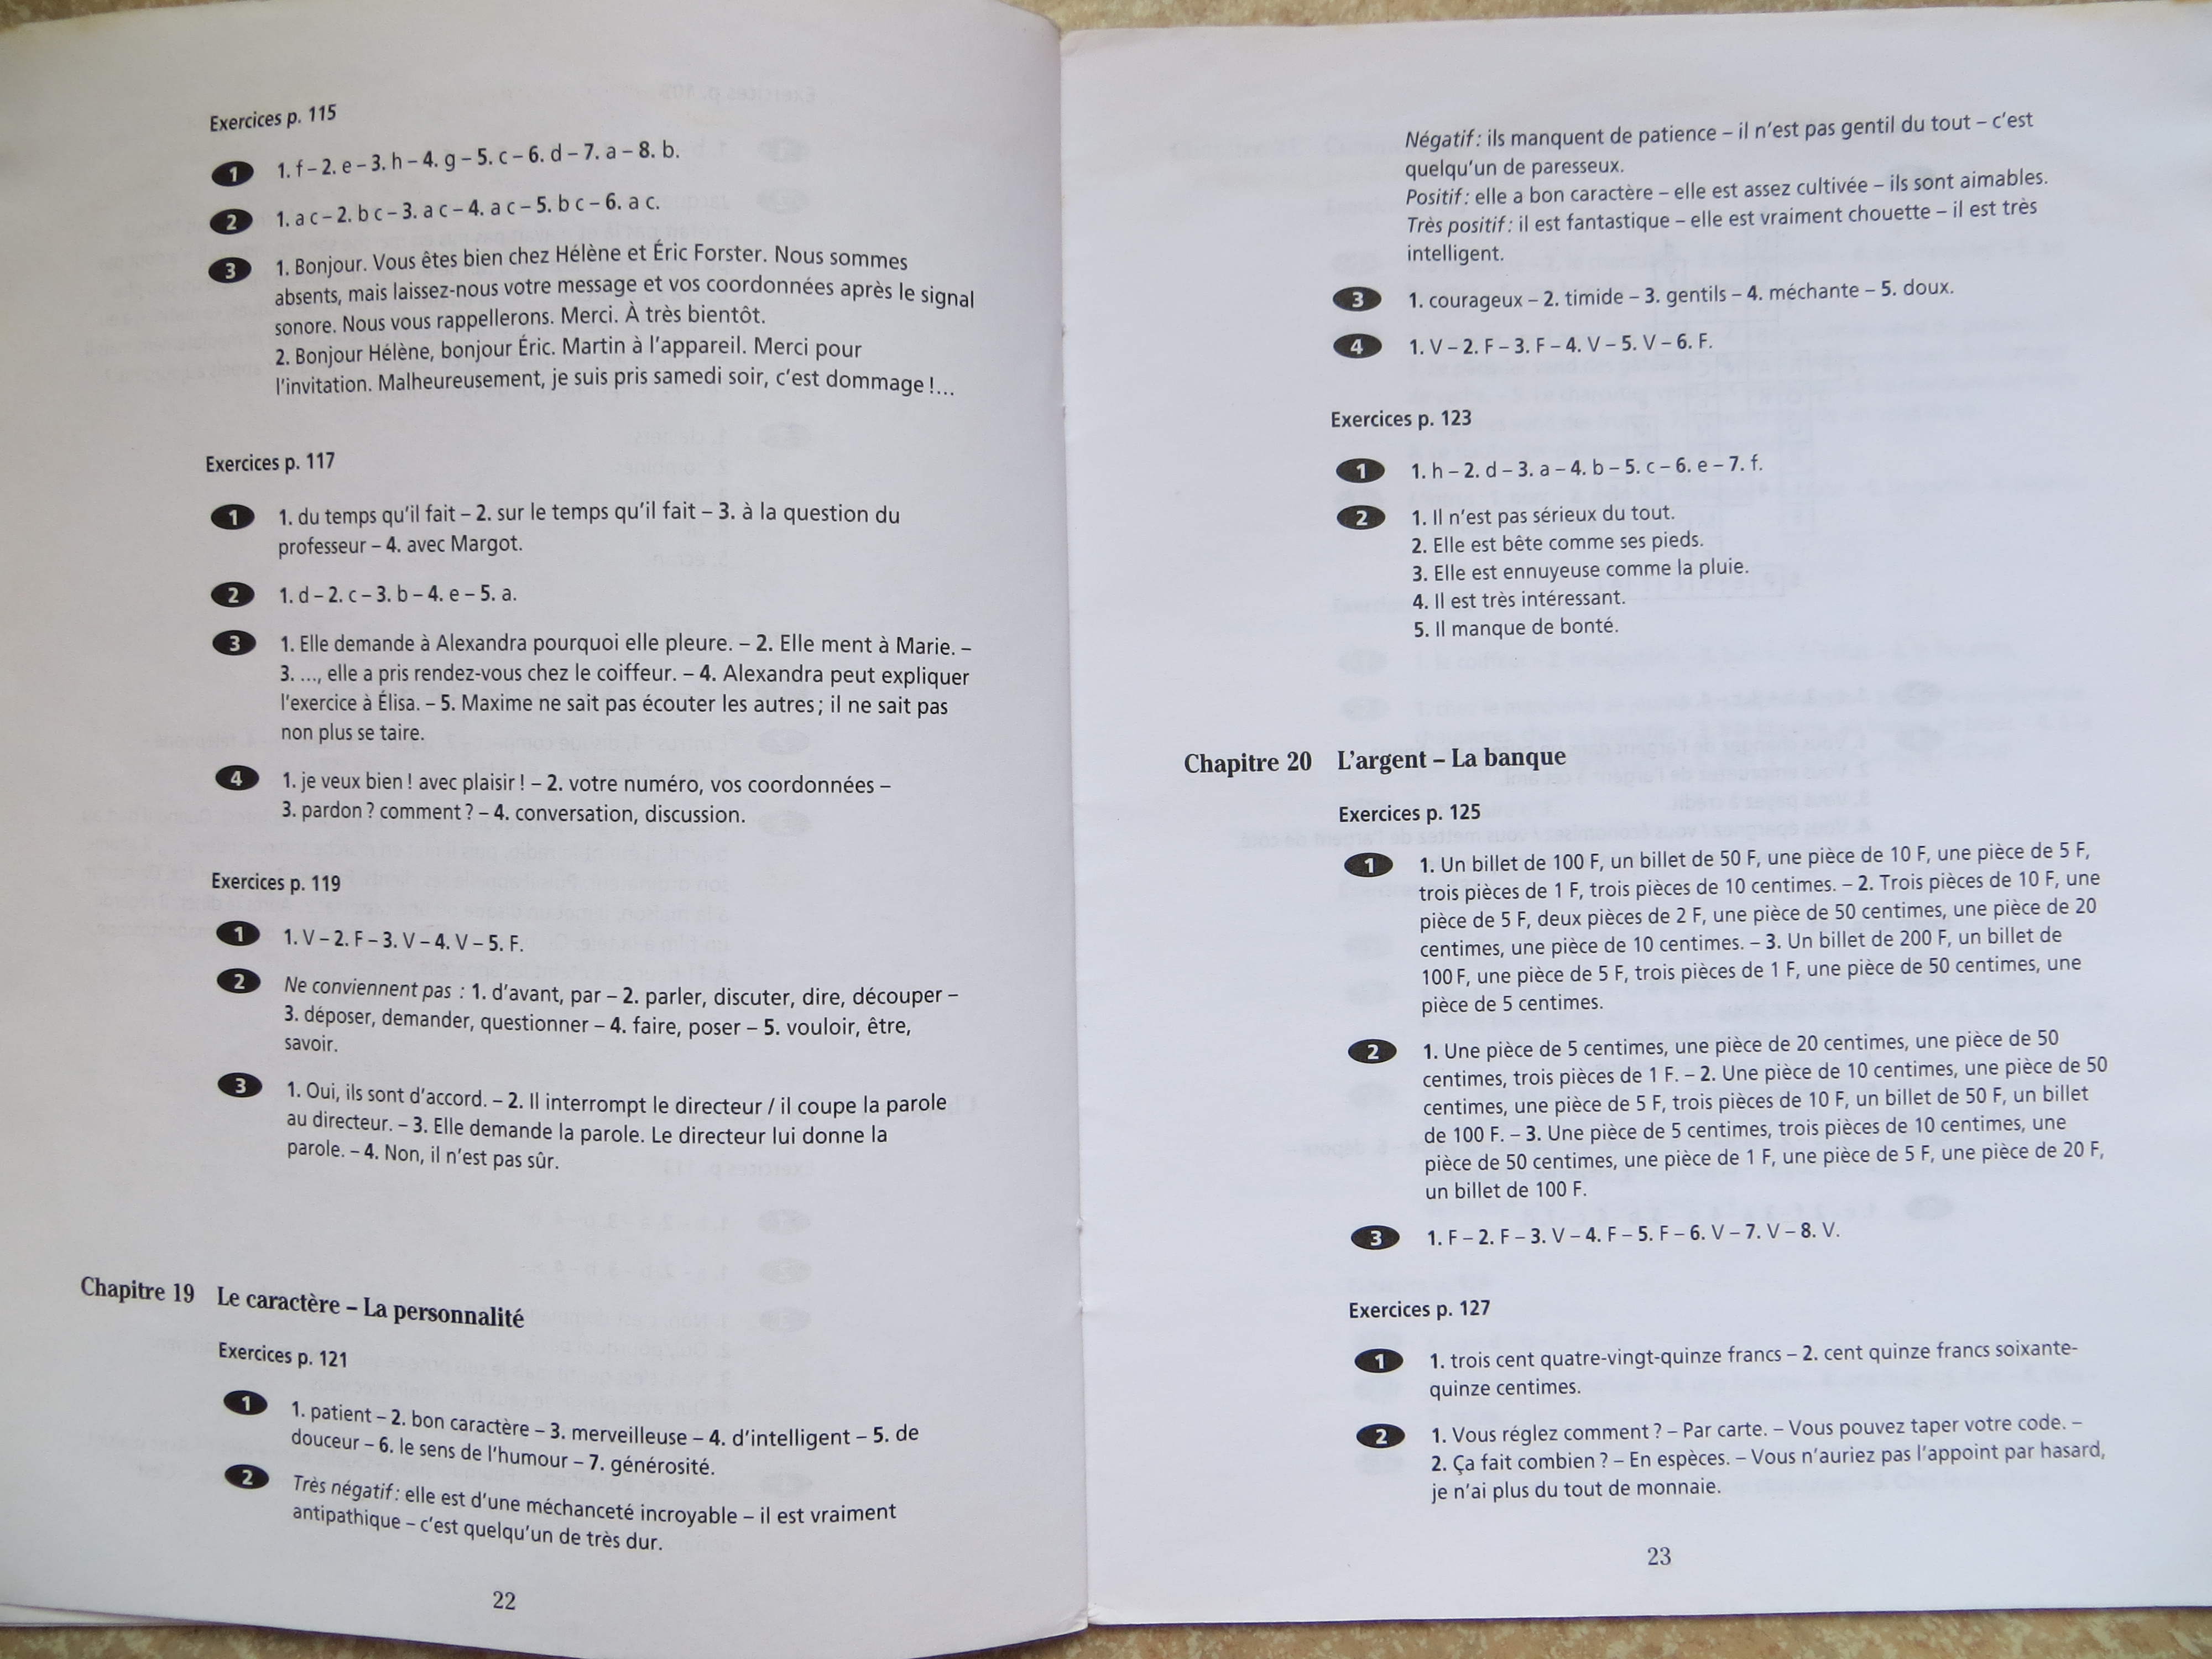 Exercices p. 115
1 1. f – 2. e – 3. h – 4. g – 5. c – 6. d – 7. a – 8. b.
2 1. a c – 2. b c – 3. a c – 4. a c – 5. b c – 6. a c.
3 1. Bonjour. Vous êtes bien chez Hélène et Éric Forster. Nous sommes
absents, mais laissez-nous votre message et vos coordonnées après le signal
sonore. Nous vous rappellerons. Merci. À très bientôt.
2. Bonjour Hélène, bonjour Éric. Martin à l'appareil. Merci pour
l'invitation. Malheureusement, je suis pris samedi soir, c'est dommage !...
Exercices p. 117
1 1. du temps qu'il fait – 2. sur le temps qu'il fait – 3. à la question du
professeur – 4. avec Margot.
2 1. d – 2. c – 3. b – 4. e – 5. a.
3 1. Elle demande à Alexandra pourquoi elle pleure. – 2. Elle ment à Marie. –
3. ..., elle a pris rendez-vous chez le coiffeur. – 4. Alexandra peut expliquer
l'exercice à Élisa. – 5. Maxime ne sait pas écouter les autres ; il ne sait pas
non plus se taire.
4 1. je veux bien ! avec plaisir ! – 2. votre numéro, vos coordonnées –
3. pardon ? comment ? – 4. conversation, discussion.
Exercices p. 119
1 1. V – 2. F – 3. V – 4. V – 5. F.
2 Ne conviennent pas : 1. d'avant, par – 2. parler, discuter, dire, découper –
3. déposer, demander, questionner – 4. faire, poser – 5. vouloir, être,
savoir.
3 1. Oui, ils sont d'accord. – 2. Il interrompt le directeur / il coupe la parole
au directeur. – 3. Elle demande la parole. Le directeur lui donne la
parole. – 4. Non, il n'est pas sûr.
Chapitre 19 Le caractère – La personnalité
Exercices p. 121
1 1. patient – 2. bon caractère – 3. merveilleuse – 4. d'intelligent – 5. de
douceur – 6. le sens de l'humour – 7. générosité.
2 Très négatif : elle est d'une méchanceté incroyable – il est vraiment
antipathique – c'est quelqu'un de très dur.
22
Négatif : ils manquent de patience – il n'est pas gentil du tout – c'est
quelqu'un de paresseux.
Positif : elle a bon caractère – elle est assez cultivée – ils sont aimables.
Très positif : il est fantastique – elle est vraiment chouette – il est très
intelligent.
3 1. courageux – 2. timide – 3. gentils – 4. méchante – 5. doux.
4 1. V – 2. F – 3. F – 4. V – 5. V – 6. F.
Exercices p. 123
1 1. h – 2. d – 3. a – 4. b – 5. c – 6. e – 7. f.
2 1. Il n'est pas sérieux du tout.
2. Elle est bête comme ses pieds.
3. Elle est ennuyeuse comme la pluie.
4. Il est très intéressant.
5. Il manque de bonté.
Chapitre 20 L'argent – La banque
Exercices p. 125
1 1. Un billet de 100 F, un billet de 50 F, une pièce de 10 F, une pièce de 5 F,
trois pièces de 1 F, trois pièces de 10 centimes. – 2. Trois pièces de 10 F, une
pièce de 5 F, deux pièces de 2 F, une pièce de 50 centimes, une pièce de 20
centimes, une pièce de 10 centimes. – 3. Un billet de 200 F, un billet de
100 F, une pièce de 5 F, trois pièces de 1 F, une pièce de 50 centimes, une
pièce de 5 centimes.
2 1. Une pièce de 5 centimes, une pièce de 20 centimes, une pièce de 50
centimes, trois pièces de 1 F. – 2. Une pièce de 10 centimes, une pièce de 50
centimes, une pièce de 5 F, trois pièces de 10 F, un billet de 50 F, un billet
de 100 F. – 3. Une pièce de 5 centimes, trois pièces de 10 centimes, une
pièce de 50 centimes, une pièce de 1 F, une pièce de 5 F, une pièce de 20 F,
un billet de 100 F.
3 1. F – 2. F – 3. V – 4. F – 5. F – 6. V – 7. V – 8. V.
Exercices p. 127
1 1. trois cent quatre-vingt-quinze francs – 2. cent quinze francs soixante-
quinze centimes.
2 1. Vous réglez comment ? – Par carte. – Vous pouvez taper votre code. –
2. Ça fait combien ? – En espèces. – Vous n'auriez pas l'appoint par hasard,
je n'ai plus du tout de monnaie.
23